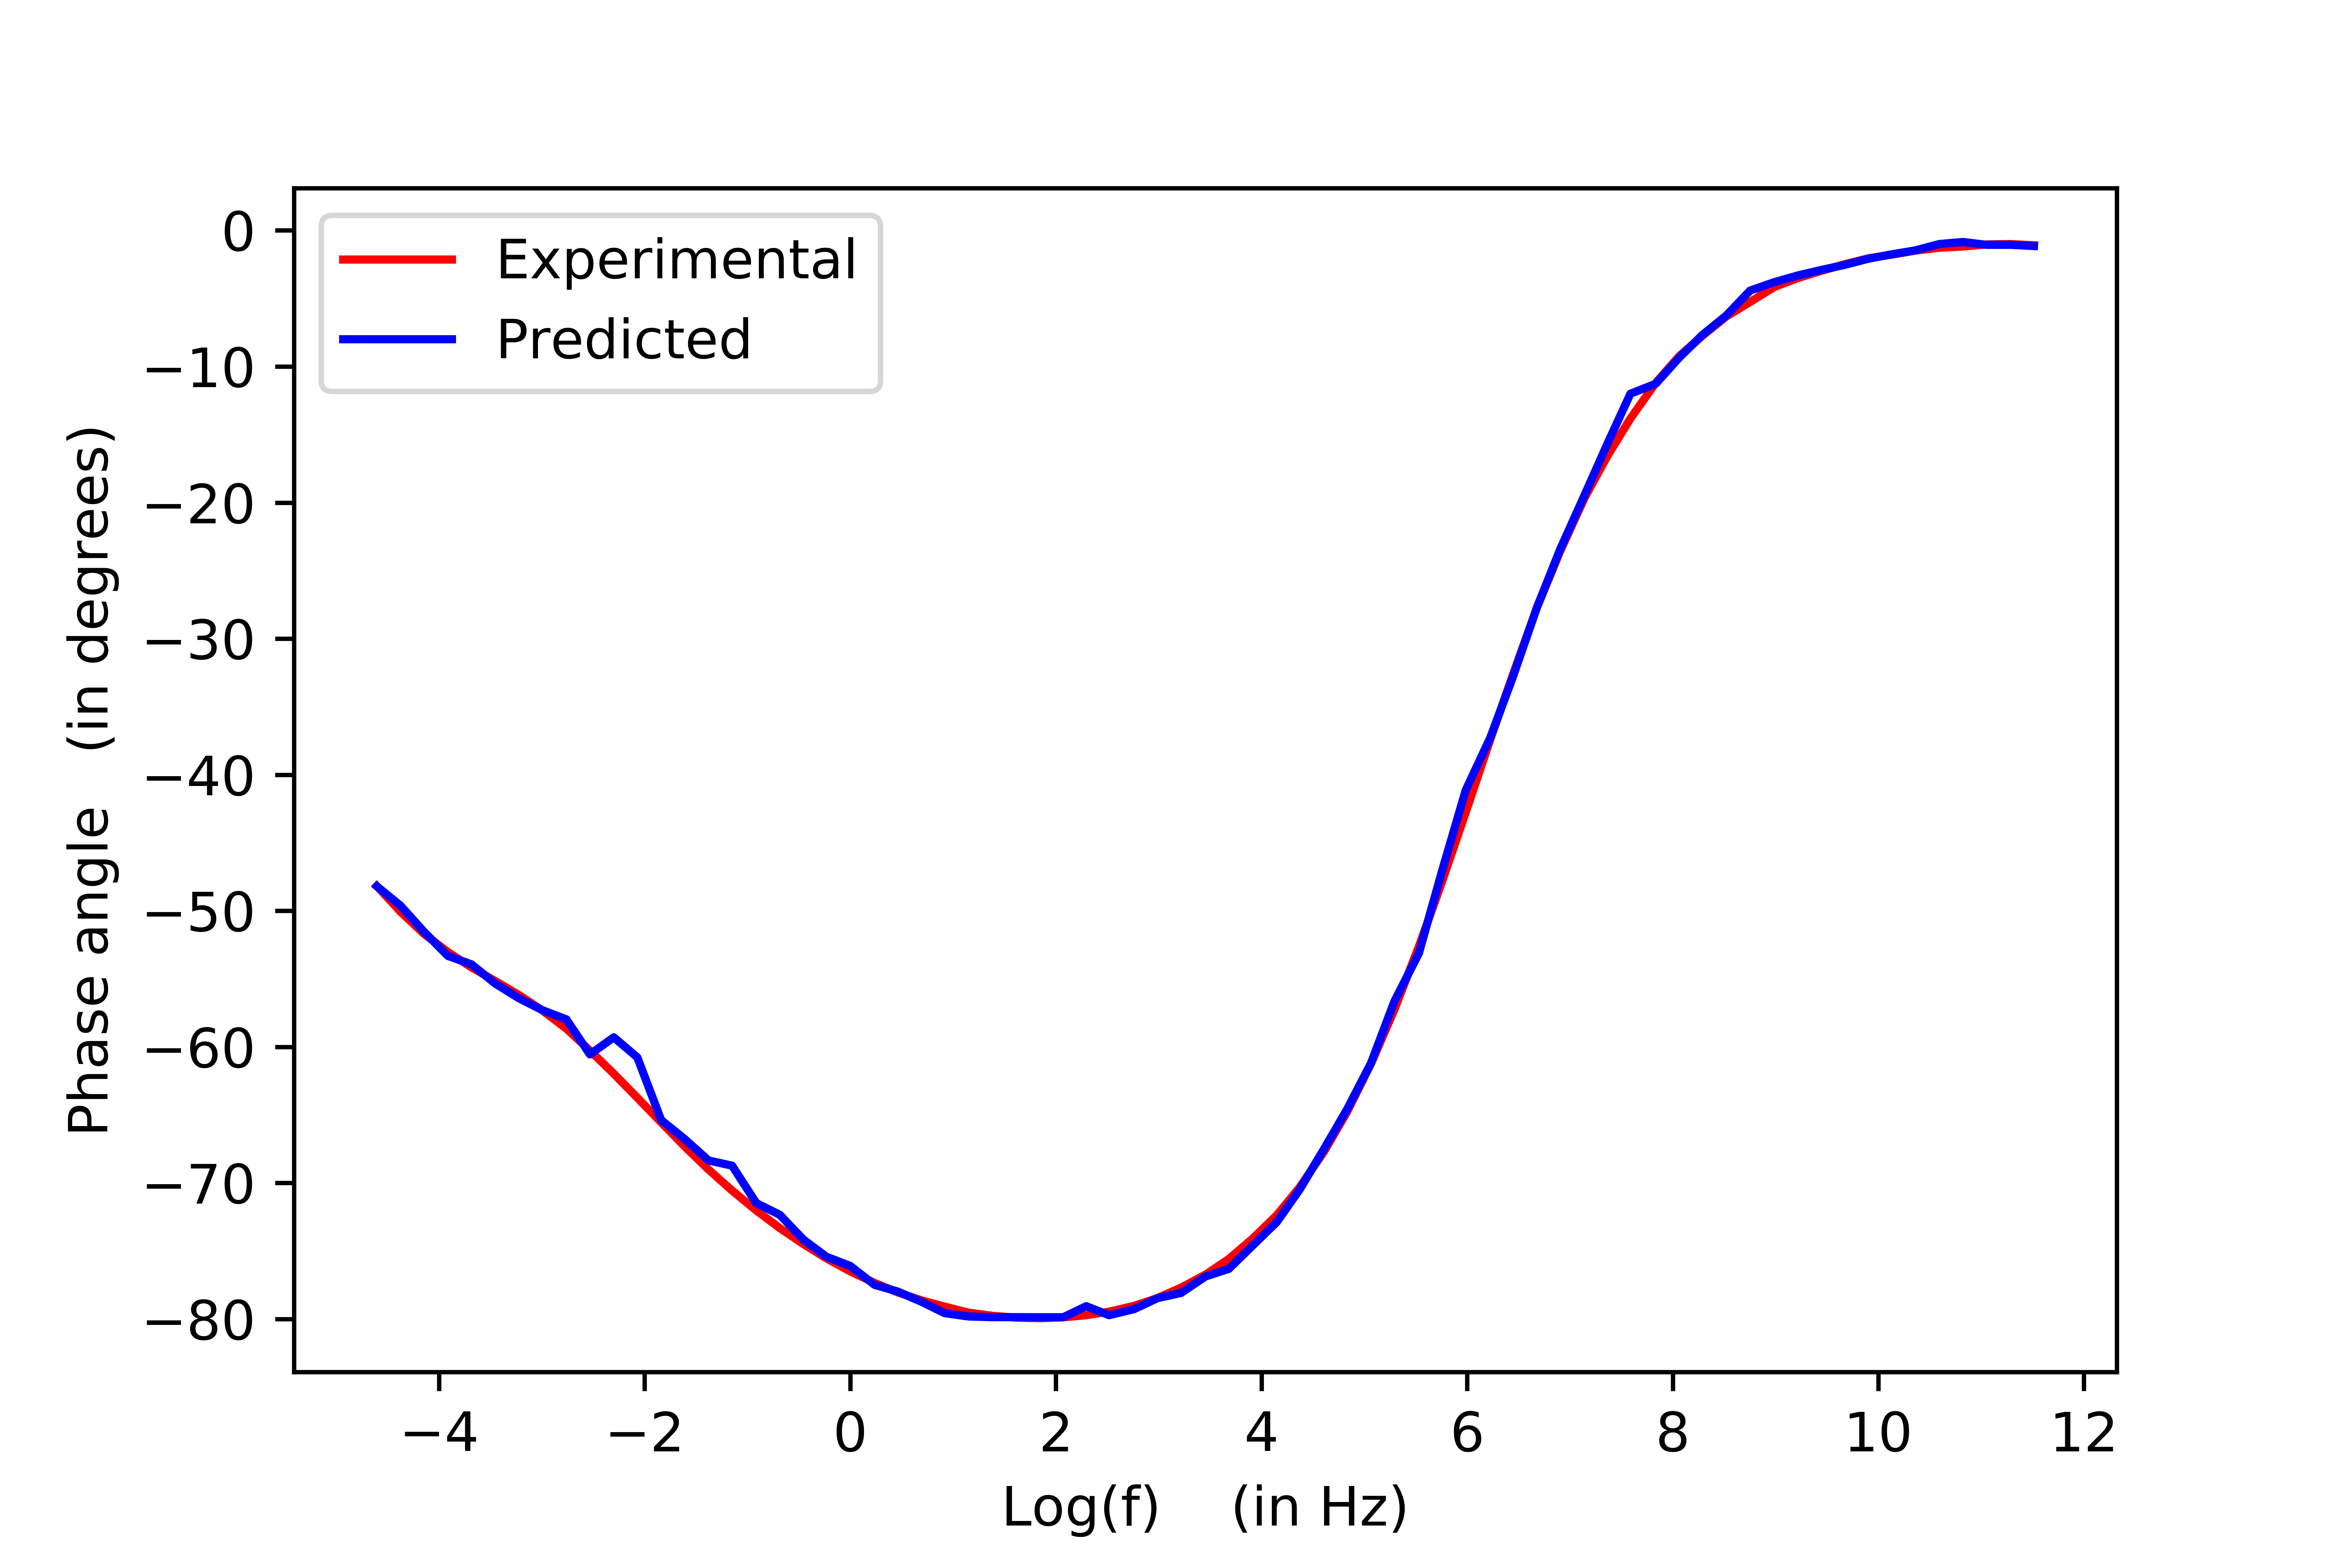 Experimental
Predicted
0
−10
−20
−30
−40
−50
−60
−70
−80
Phase angle (in degrees)
−4 −2 0 2 4 6 8 10 12
Log(f) (in Hz)